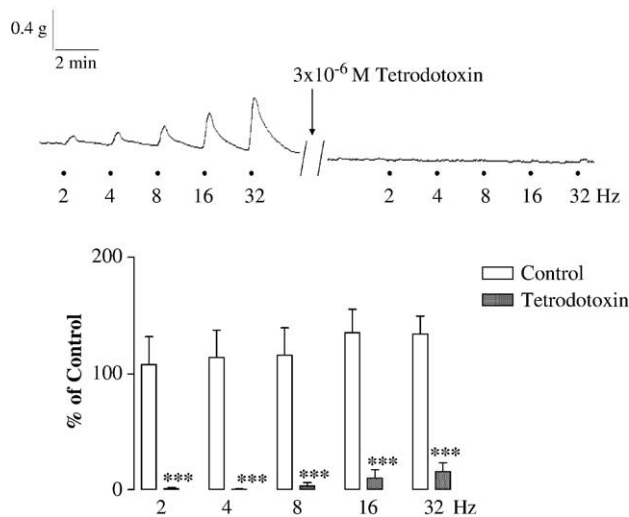 0.4 g
2 min
3x10-6 M Tetrodotoxin
2 4 8 16 32 2 4 8 16 32 Hz
200
Control
Tetrodotoxin
% of Control
100
*** *** *** *** ***
0
2 4 8 16 32 Hz